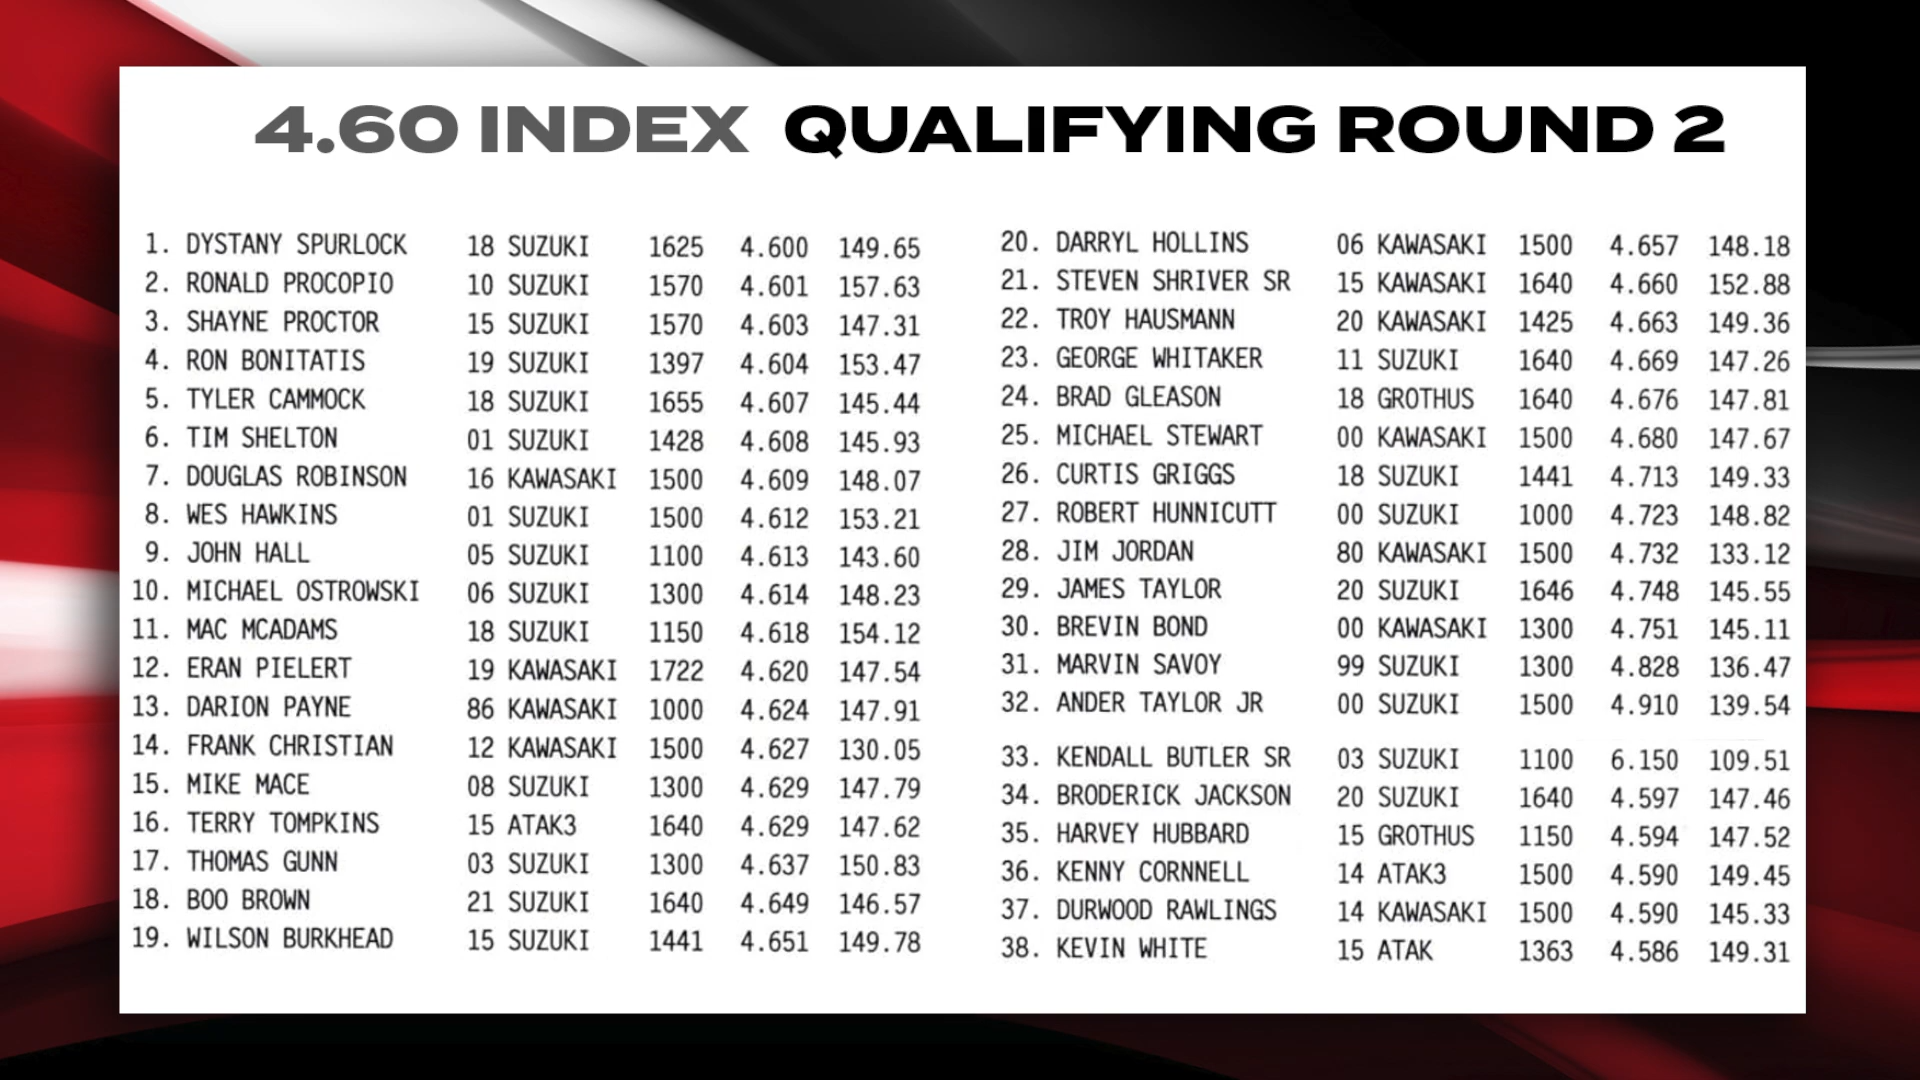 4.60 INDEX QUALIFYING ROUND 2
1. DYSTANY SPURLOCK 18 SUZUKI 1625 4.600 149.65
2. RONALD PROCOPIO 10 SUZUKI 1570 4.601 157.63
3. SHAYNE PROCTOR 15 SUZUKI 1570 4.603 147.31
4. RON BONITATIS 19 SUZUKI 1397 4.604 153.47
5. TYLER CAMMOCK 18 SUZUKI 1655 4.607 145.44
6. TIM SHELTON 01 SUZUKI 1428 4.608 145.93
7. DOUGLAS ROBINSON 16 KAWASAKI 1500 4.609 148.07
8. WES HAWKINS 01 SUZUKI 1500 4.612 153.21
9. JOHN HALL 05 SUZUKI 1100 4.613 143.60
10. MICHAEL OSTROWSKI 06 SUZUKI 1300 4.614 148.23
11. MAC MCADAMS 18 SUZUKI 1150 4.618 154.12
12. ERAN PIELERT 19 KAWASAKI 1722 4.620 147.54
13. DARION PAYNE 86 KAWASAKI 1000 4.624 147.91
14. FRANK CHRISTIAN 12 KAWASAKI 1500 4.627 130.05
15. MIKE MACE 08 SUZUKI 1300 4.629 147.79
16. TERRY TOMPKINS 15 ATAK3 1640 4.629 147.62
17. THOMAS GUNN 03 SUZUKI 1300 4.637 150.83
18. BOO BROWN 21 SUZUKI 1640 4.649 146.57
19. WILSON BURKHEAD 15 SUZUKI 1441 4.651 149.78
20. DARRYL HOLLINS 06 KAWASAKI 1500 4.657 148.18
21. STEVEN SHRIVER SR 15 KAWASAKI 1640 4.660 152.88
22. TROY HAUSMANN 20 KAWASAKI 1425 4.663 149.36
23. GEORGE WHITAKER 11 SUZUKI 1640 4.669 147.26
24. BRAD GLEASON 18 GROTHUS 1640 4.676 147.81
25. MICHAEL STEWART 00 KAWASAKI 1500 4.680 147.67
26. CURTIS GRIGGS 18 SUZUKI 1441 4.713 149.33
27. ROBERT HUNNICUTT 00 SUZUKI 1000 4.723 148.82
28. JIM JORDAN 80 KAWASAKI 1500 4.732 133.12
29. JAMES TAYLOR 20 SUZUKI 1646 4.748 145.55
30. BREVIN BOND 00 KAWASAKI 1300 4.751 145.11
31. MARVIN SAVOY 99 SUZUKI 1300 4.828 136.47
32. ANDER TAYLOR JR 00 SUZUKI 1500 4.910 139.54
33. KENDALL BUTLER SR 03 SUZUKI 1100 6.150 109.51
34. BRODERICK JACKSON 20 SUZUKI 1640 4.597 147.46
35. HARVEY HUBBARD 15 GROTHUS 1150 4.594 147.52
36. KENNY CORNNELL 14 ATAK3 1500 4.590 149.45
37. DURWOOD RAWLINGS 14 KAWASAKI 1500 4.590 145.33
38. KEVIN WHITE 15 ATAK 1363 4.586 149.31